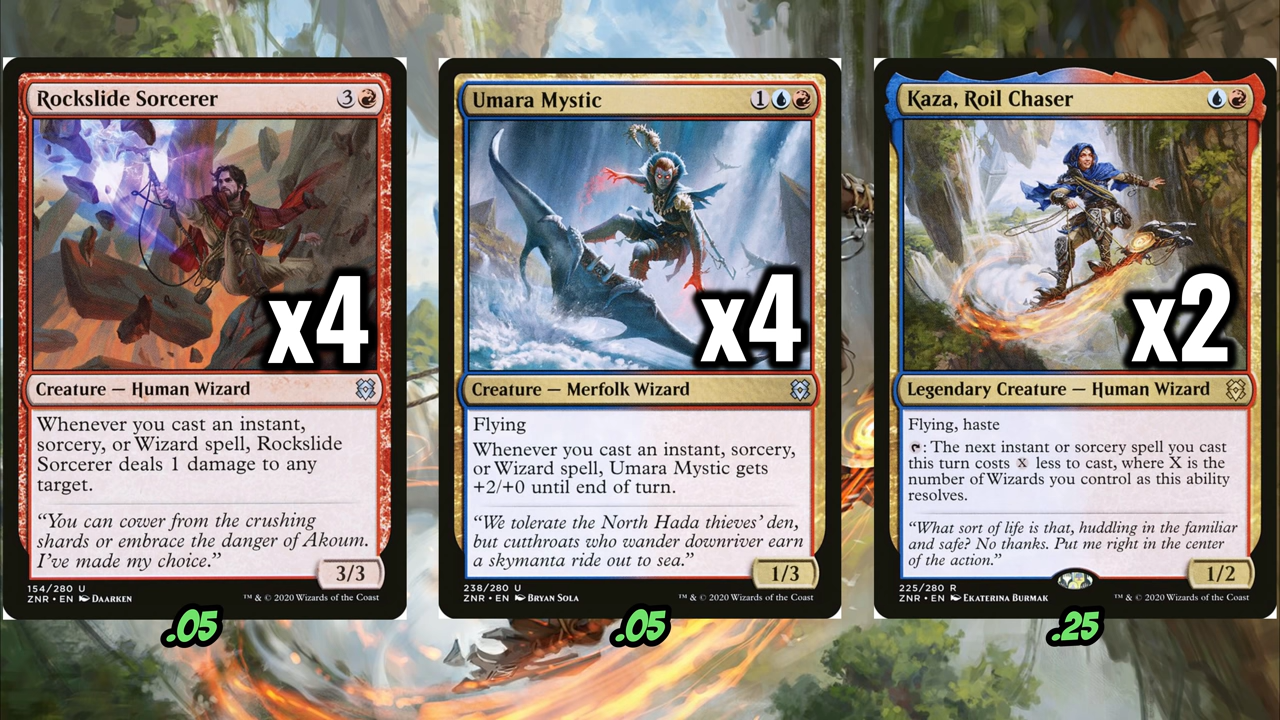 Rockslide Sorcerer 3
x4
Creature — Human Wizard
Whenever you cast an instant,
sorcery, or Wizard spell, Rockslide
Sorcerer deals 1 damage to any
target.
“You can cower from the crushing
shards or embrace the danger of Akoum.
I’ve made my choice.”
3/3
154/280 U
ZNR • EN DAARKEN
™ & © 2020 Wizards of the Coast
.05
Umara Mystic 1
x4
Creature — Merfolk Wizard
Flying
Whenever you cast an instant, sorcery,
or Wizard spell, Umara Mystic gets
+2/+0 until end of turn.
“We tolerate the North Hada thieves’ den,
but cutthroats who wander downriver earn
a skymanta ride out to sea.”
1/3
238/280 U
ZNR • EN BRYAN SOLA
™ & © 2020 Wizards of the Coast
.05
Kaza, Roil Chaser
x2
Legendary Creature — Human Wizard
Flying, haste
: The next instant or sorcery spell you cast
this turn costs X less to cast, where X is the
number of Wizards you control as this ability
resolves.
“What sort of life is that, huddling in the familiar
and safe? No thanks. Put me right in the center
of the action.”
1/2
225/280 R
ZNR • EN EKATERINA BURMAK
™ & © 2020 Wizards of the Coast
.25